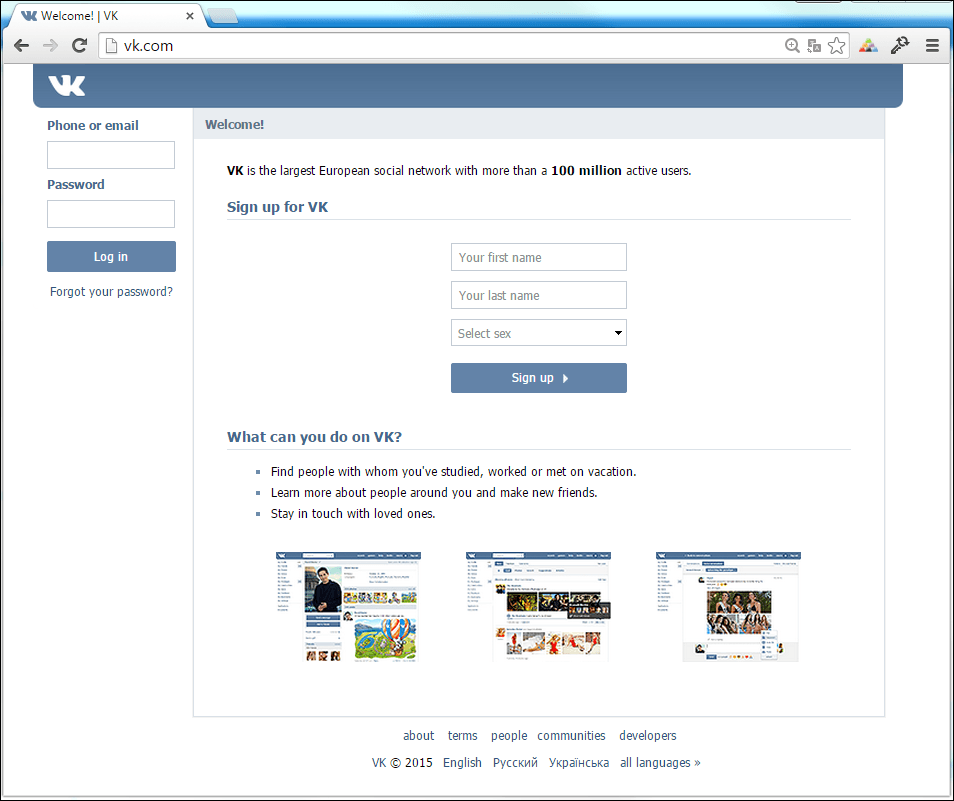 Welcome! | VK
vk.com
VK
Phone or email
Password
Log in
Forgot your password?
Welcome!
VK is the largest European social network with more than a 100 million active users.
Sign up for VK
Your first name
Your last name
Select sex
Sign up
What can you do on VK?
Find people with whom you've studied, worked or met on vacation.
Learn more about people around you and make new friends.
Stay in touch with loved ones.
about terms people communities developers
VK © 2015 English Русский Українська all languages »